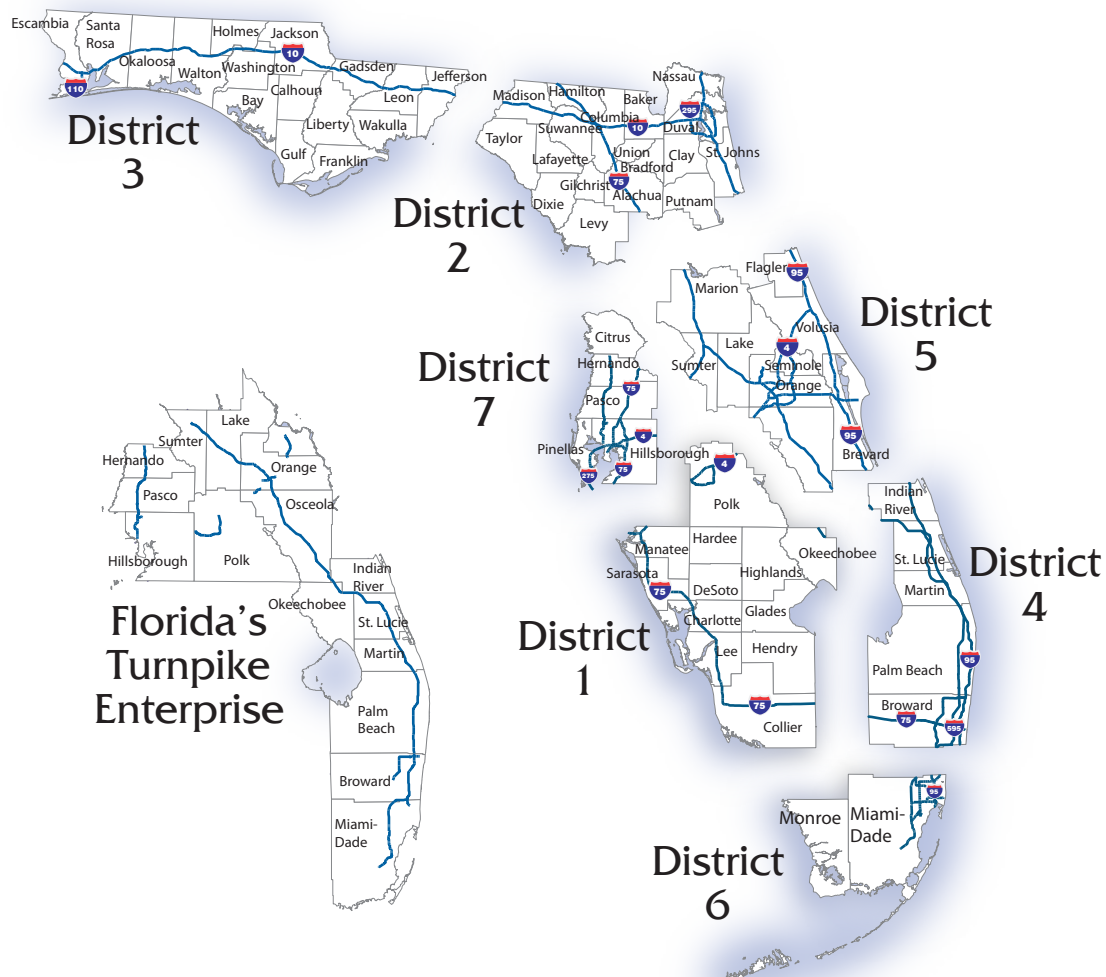 Escambia
Santa
Rosa
Okaloosa
Walton
Holmes
Washington
Jackson
Bay
Calhoun
Gulf
Liberty
Franklin
Gadsden
Leon
Wakulla
Jefferson
110
10
District
3
Madison
Hamilton
Taylor
Suwannee
Lafayette
Columbia
Baker
Nassau
Duval
Union
Bradford
Clay
St. Johns
Gilchrist
Dixie
Alachua
Putnam
Levy
10
295
75
District
2
Flagler
Marion
Volusia
Lake
Sumter
Seminole
Orange
Brevard
95
4
95
District
5
Citrus
Hernando
Pasco
Pinellas
Hillsborough
75
4
75
275
District
7
Lake
Sumter
Hernando
Orange
Pasco
Osceola
Hillsborough
Polk
Indian
River
Okeechobee
St. Lucie
Martin
Palm
Beach
Broward
Miami-
Dade
Florida's
Turnpike
Enterprise
4
Polk
Manatee
Hardee
Okeechobee
Sarasota
DeSoto
Highlands
Charlotte
Glades
Lee
Hendry
Collier
75
75
District
1
Indian
River
St. Lucie
Martin
Palm Beach
Broward
95
75
595
District
4
Monroe
Miami-
Dade
95
District
6